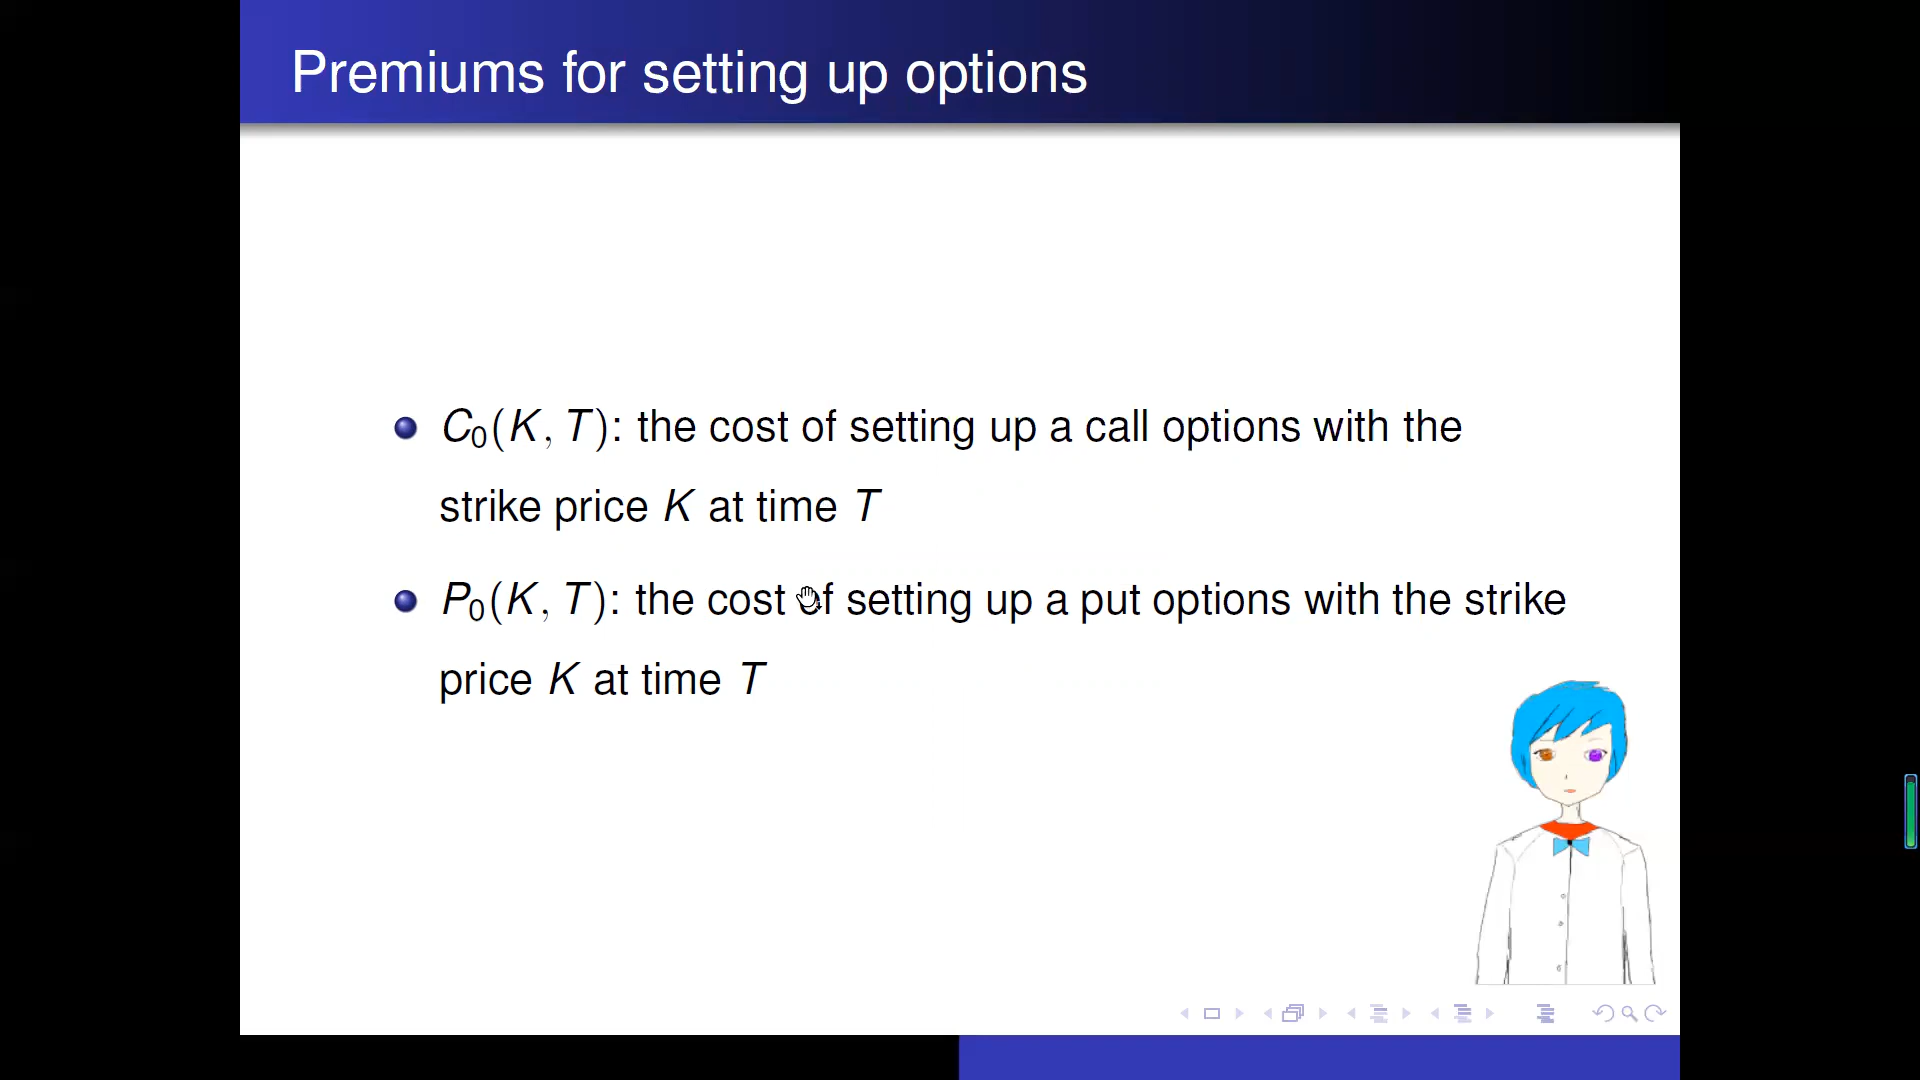 Premiums for setting up options
C₀(K, T): the cost of setting up a call options with the
strike price K at time T
P₀(K, T): the cost of setting up a put options with the strike
price K at time T